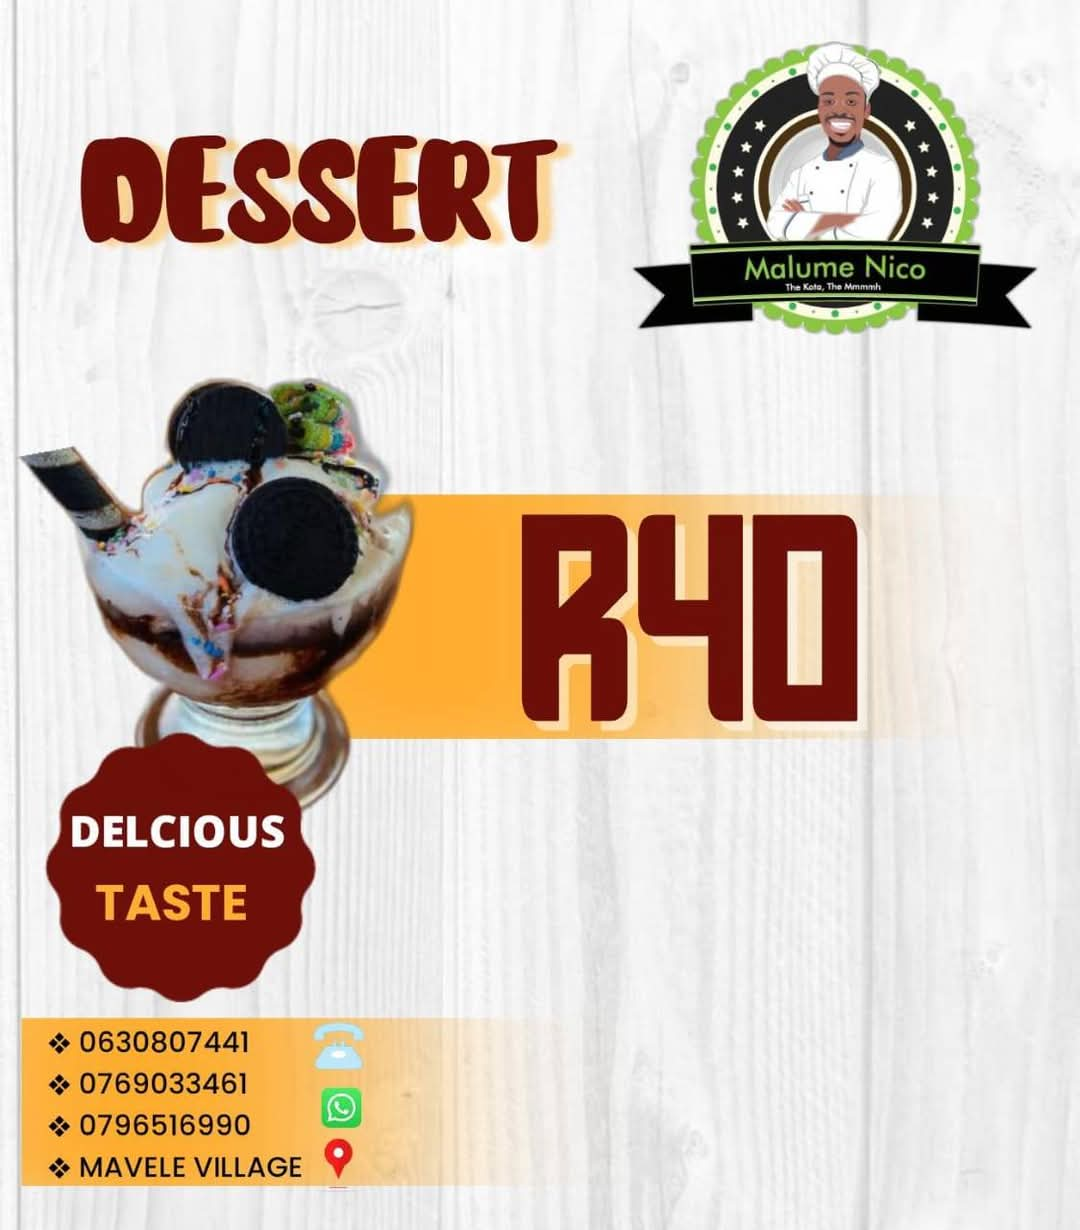 DESSERT
Malume Nico
The Kota, The Mmmmh
R40
DELCIOUS
TASTE
❖ 0630807441
❖ 0769033461
❖ 0796516990
❖ MAVELE VILLAGE